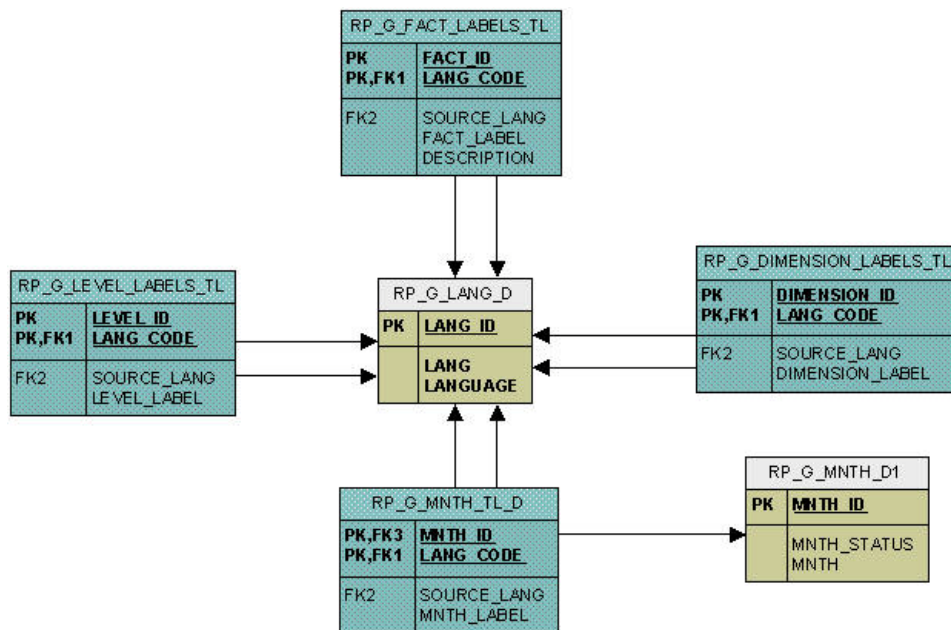 RP_G_FACT_LABELS_TL
PK FACT_ID
PK,FK1 LANG_CODE
FK2 SOURCE_LANG
FACT_LABEL
DESCRIPTION
RP_G_LEVEL_LABELS_TL
PK LEVEL_ID
PK,FK1 LANG_CODE
FK2 SOURCE_LANG
LEVEL_LABEL
RP_G_LANG_D
PK LANG_ID
LANG
LANGUAGE
RP_G_DIMENSION_LABELS_TL
PK DIMENSION_ID
PK,FK1 LANG_CODE
FK2 SOURCE_LANG
DIMENSION_LABEL
RP_G_MNTH_TL_D
PK,FK3 MNTH_ID
PK,FK1 LANG_CODE
FK2 SOURCE_LANG
MNTH_LABEL
RP_G_MNTH_D1
PK MNTH_ID
MNTH_STATUS
MNTH